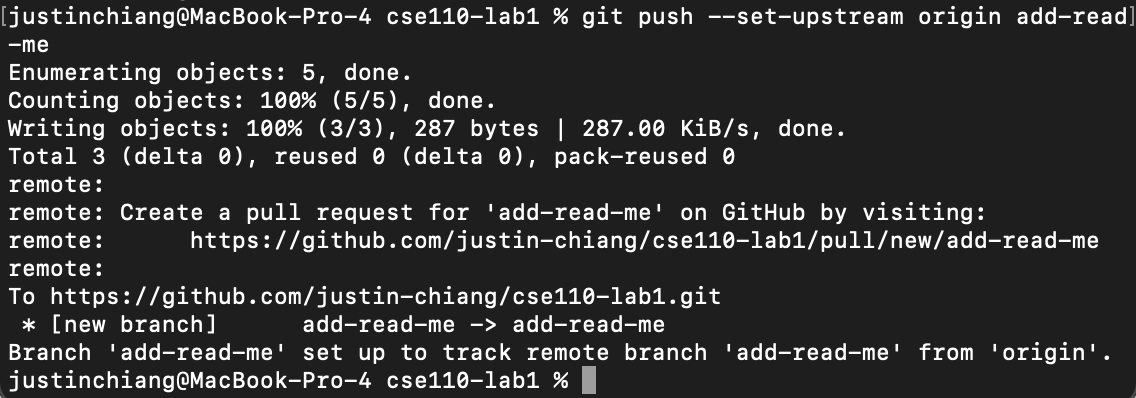 [justinchiang@MacBook-Pro-4 cse110-lab1 % git push --set-upstream origin add-read]
-me
Enumerating objects: 5, done.
Counting objects: 100% (5/5), done.
Writing objects: 100% (3/3), 287 bytes | 287.00 KiB/s, done.
Total 3 (delta 0), reused 0 (delta 0), pack-reused 0
remote:
remote: Create a pull request for 'add-read-me' on GitHub by visiting:
remote:      https://github.com/justin-chiang/cse110-lab1/pull/new/add-read-me
remote:
To https://github.com/justin-chiang/cse110-lab1.git
 * [new branch]      add-read-me -> add-read-me
Branch 'add-read-me' set up to track remote branch 'add-read-me' from 'origin'.
justinchiang@MacBook-Pro-4 cse110-lab1 %